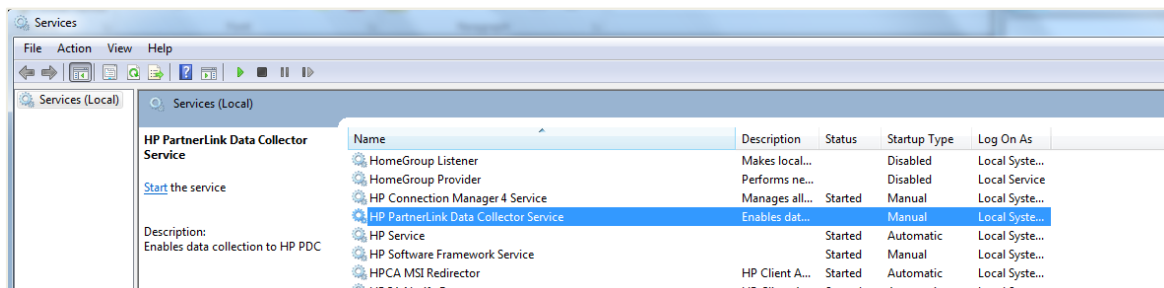 Services
File Action View Help
Services (Local)
Services (Local)
HP PartnerLink Data Collector
Service
Start the service
Description:
Enables data collection to HP PDC
Name Description Status Startup Type Log On As
HomeGroup Listener Makes local... Disabled Local Syste...
HomeGroup Provider Performs ne... Disabled Local Service
HP Connection Manager 4 Service Manages all... Started Manual Local Syste...
HP PartnerLink Data Collector Service Enables dat... Manual Local Syste...
HP Service Started Automatic Local Syste...
HP Software Framework Service Started Manual Local Syste...
HPCA MSI Redirector HP Client A... Started Automatic Local Syste...